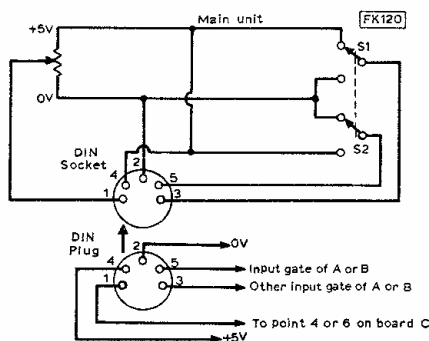 Main unit
FK120
+5V
S1
0V
S2
DIN
Socket
4
2
5
1
3
DIN
Plug
2
0V
4
5
Input gate of A or B
1
3
Other input gate of A or B
To point 4 or 6 on board C
+5V